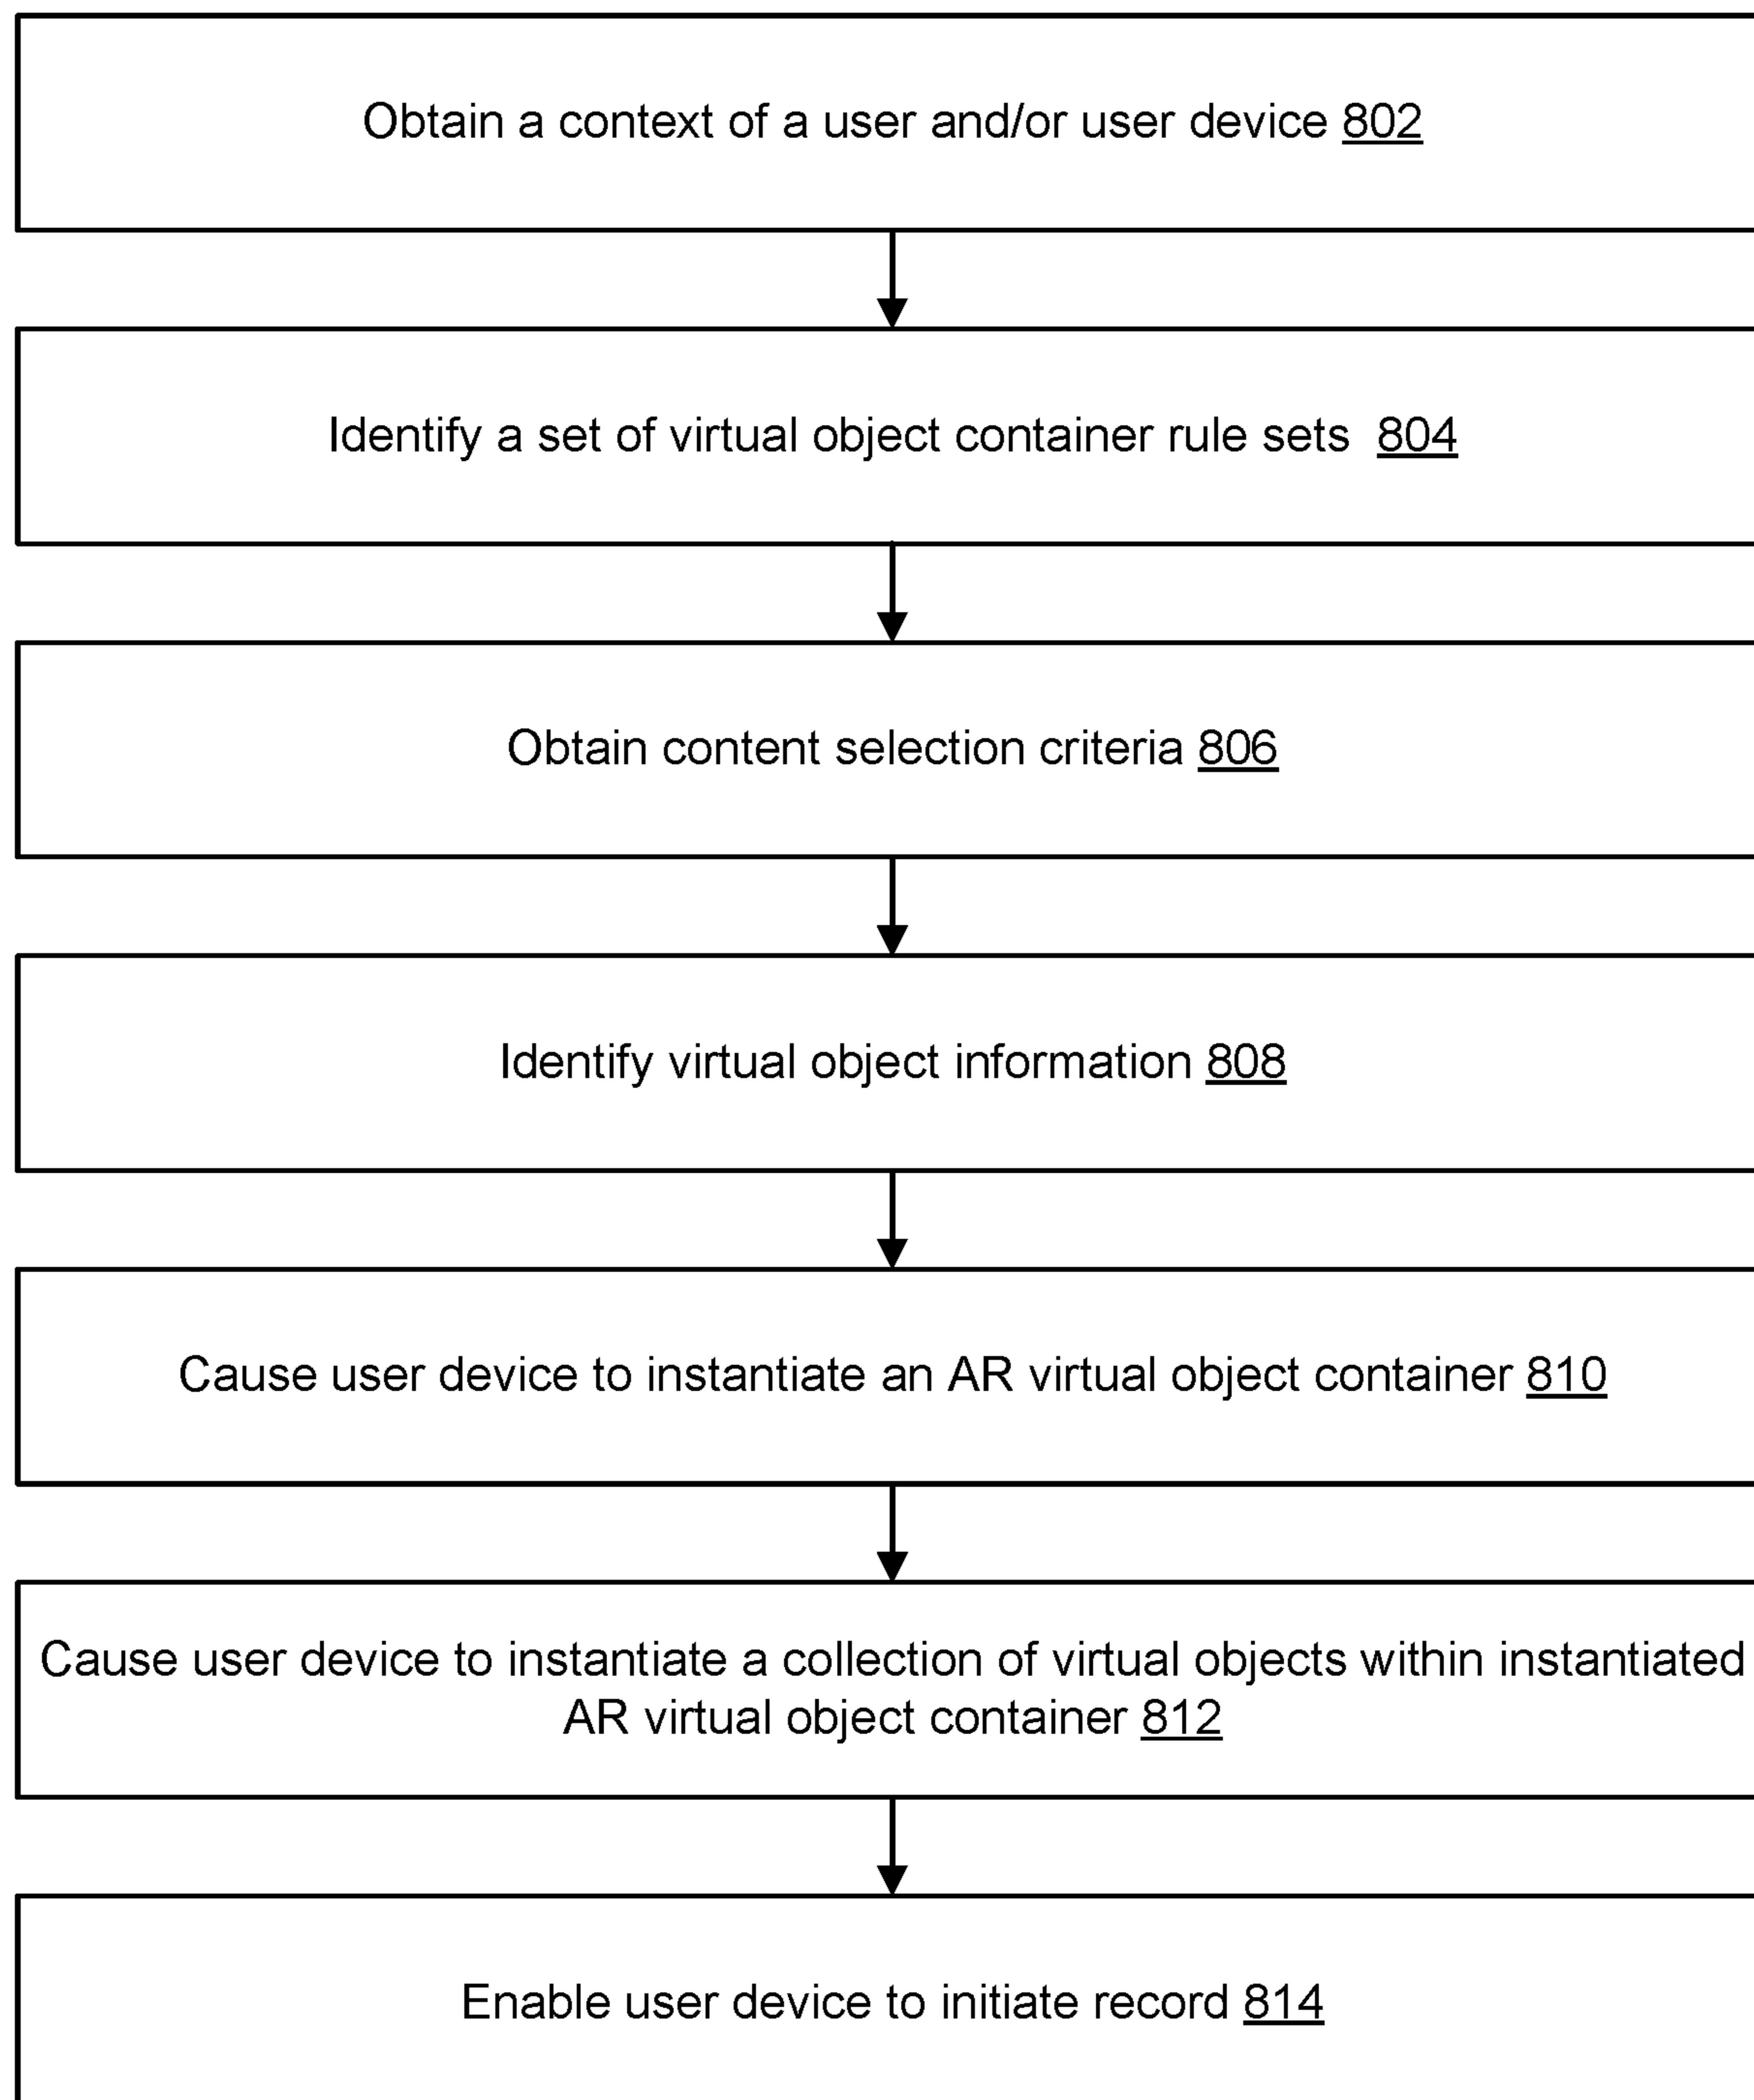 Obtain a context of a user and/or user device 802
Identify a set of virtual object container rule sets 804
Obtain content selection criteria 806
Identify virtual object information 808
Cause user device to instantiate an AR virtual object container 810
Cause user device to instantiate a collection of virtual objects within instantiated
AR virtual object container 812
Enable user device to initiate record 814